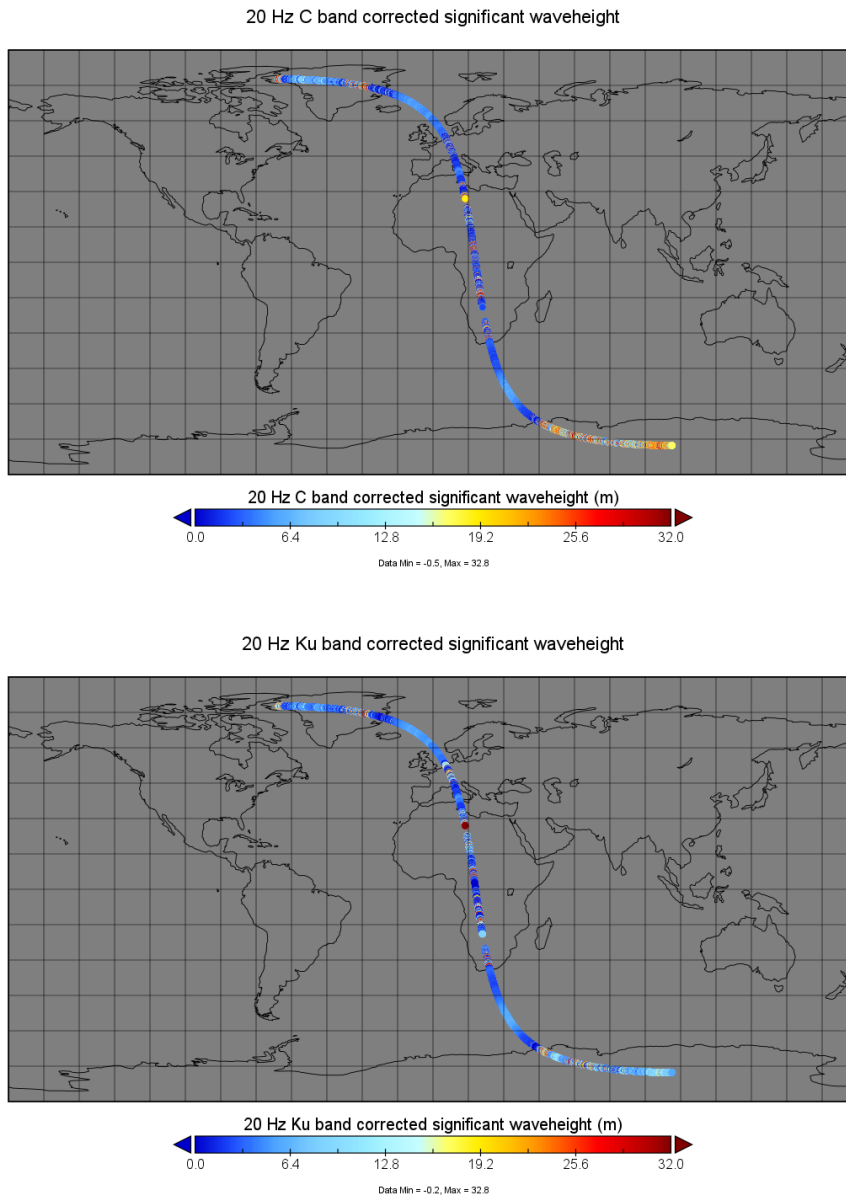 20 Hz C band corrected significant waveheight
20 Hz C band corrected significant waveheight (m)
0.0 6.4 12.8 19.2 25.6 32.0
Data Min = -0.5, Max = 32.8
20 Hz Ku band corrected significant waveheight
20 Hz Ku band corrected significant waveheight (m)
0.0 6.4 12.8 19.2 25.6 32.0
Data Min = -0.2, Max = 32.8